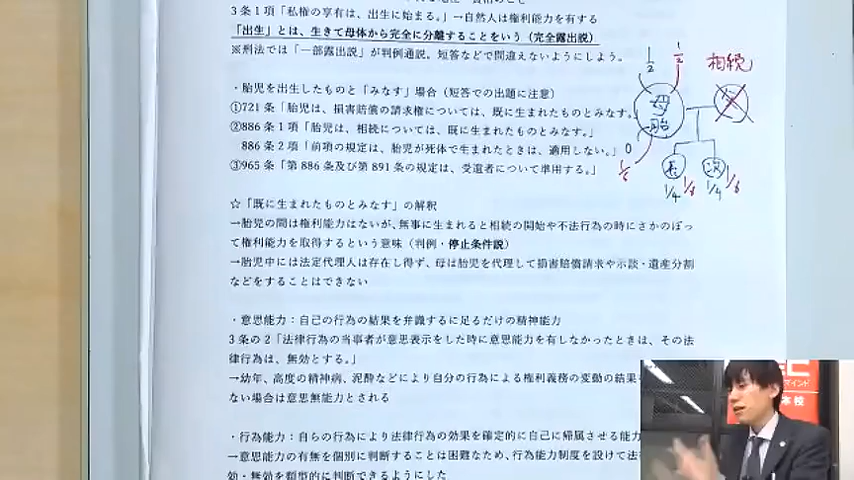 3条1項「私権の享有は、出生に始まる。」→自然人は権利能力を有する
「出生」とは、生きて母体から完全に分離することをいう（完全露出説）
※刑法では「一部露出説」が判例通説、短答などで間違えないようにしよう。
・胎児を出生したものと「みなす」場合（短答での出題に注意）
①721条「胎児は、損害賠償の請求権については、既に生まれたものとみなす。
②886条1項「胎児は、相続については、既に生まれたものとみなす。」
886条2項「前項の規定は、胎児が死体で生まれたときは、適用しない。」
③965条「第886条及び第891条の規定は、受遺者について準用する。」
1/2
1/2
相続
母
胎
0
1/6
長
次
1/4 1/6 1/4 1/6
☆「既に生まれたものとみなす」の解釈
→胎児の間は権利能力はないが、無事に生まれると相続の開始や不法行為の時にさかのぼっ
て権利能力を取得するという意味（判例・停止条件説）
→胎児中には法定代理人は存在し得ず、母は胎児を代理して損害賠償請求や示談・遺産分割
などをすることはできない
・意思能力：自己の行為の結果を弁識するに足るだけの精神能力
3条の2「法律行為の当事者が意思表示をした時に意思能力を有しなかったときは、その法
律行為は、無効とする。」
→幼年、高度の精神病、泥酔などにより自分の行為による権利義務の変動の結果
ない場合は意思無能力とされる
・行為能力：自らの行為により法律行為の効果を確定的に自己に帰属させる能力
→意思能力の有無を個別に判断することは困難なため、行為能力制度を設けて法
効・無効を類型的に判断できるようにした
マインド
本校